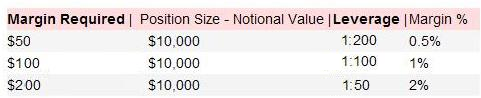 Margin Required | Position Size - Notional Value | Leverage | Margin %
$50 $10,000 1:200 0.5%
$100 $10,000 1:100 1%
$200 $10,000 1:50 2%